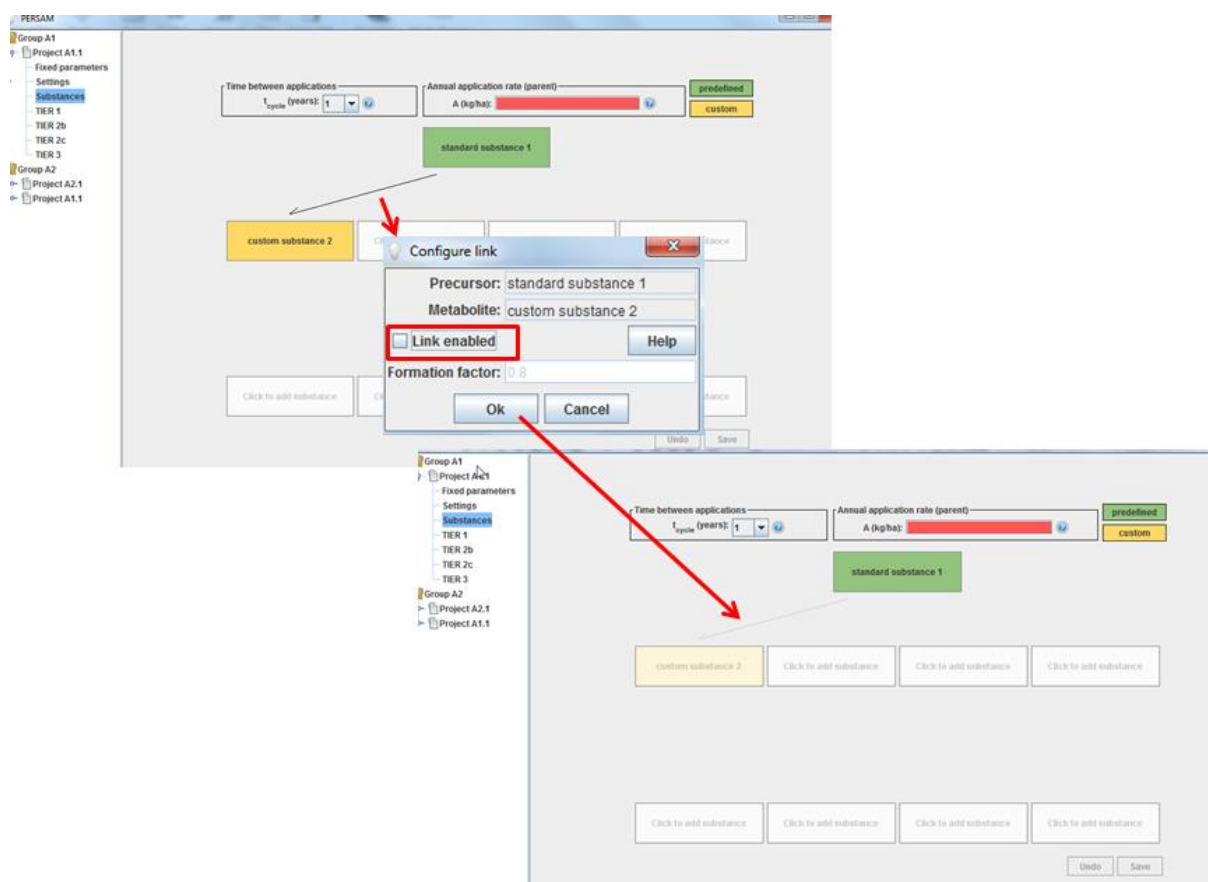 PERSAM
Group A1
Project A1.1
Fixed parameters
Settings
Substances
TIER 1
TIER 2b
TIER 2c
TIER 3
Group A2
Project A2.1
Project A1.1
Time between applications
t cycle (years): 1
Annual application rate (parent)
A (kg/ha):
predefined
custom
standard substance 1
custom substance 2
Configure link
Precursor: standard substance 1
Metabolite: custom substance 2
Link enabled
Help
Formation factor: 0.8
Ok Cancel
Click to add substance
Undo Save
Group A1
Project
Fixed parameters
Settings
Substances
TIER 1
TIER 2b
TIER 2c
TIER 3
Group A2
Project A2.1
Project A1.1
Time between applications
t cycle (years): 1
Annual application rate (parent)
A (kg/ha):
predefined
custom
standard substance 1
custom substance 2 Click to add substance Click to add substance Click to add substance
Click to add substance Click to add substance Click to add substance Click to add substance
Undo Save